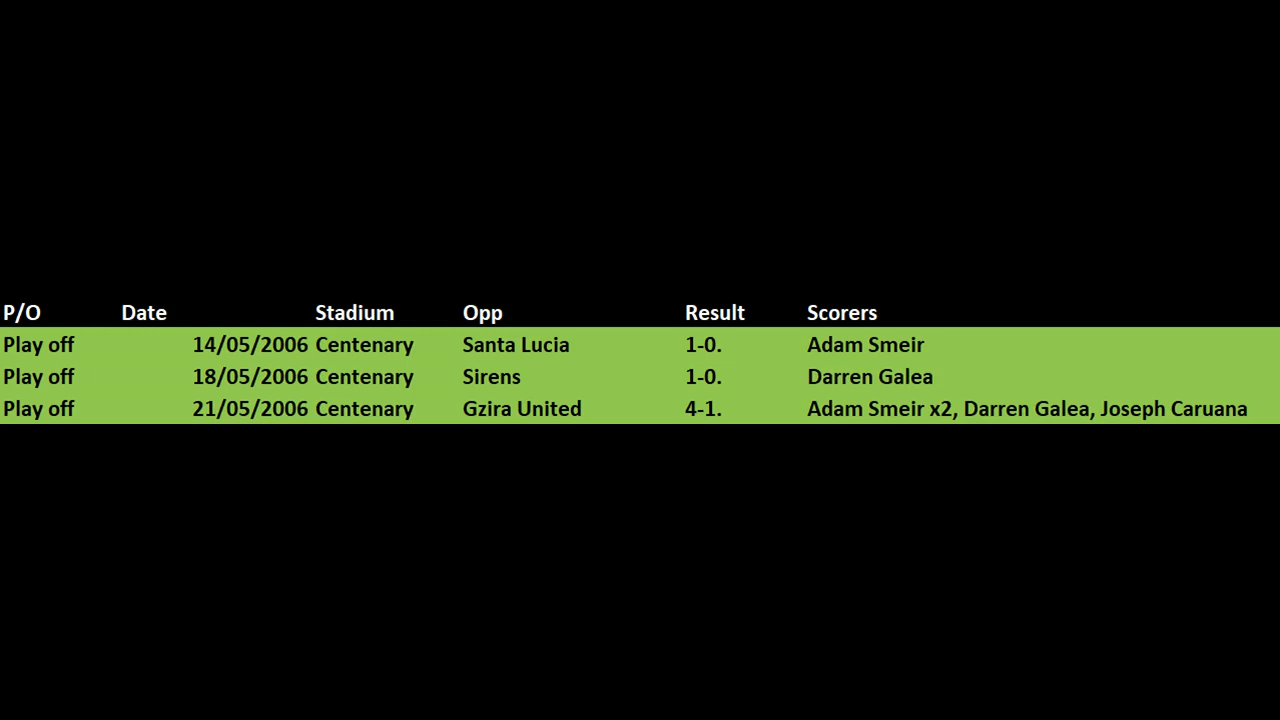 P/O Date Stadium Opp Result Scorers
Play off 14/05/2006 Centenary Santa Lucia 1-0. Adam Smeir
Play off 18/05/2006 Centenary Sirens 1-0. Darren Galea
Play off 21/05/2006 Centenary Gzira United 4-1. Adam Smeir x2, Darren Galea, Joseph Caruana